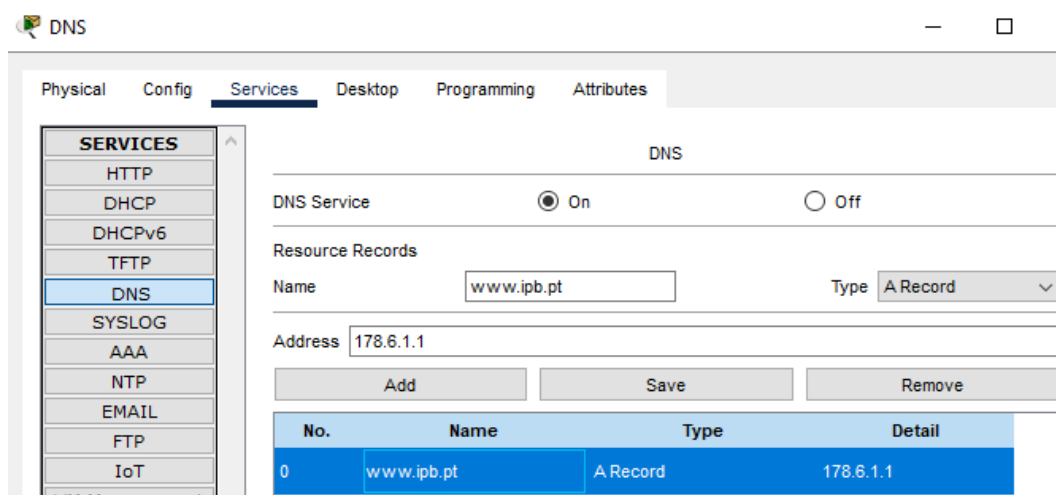 DNS
Physical Config Services Desktop Programming Attributes
SERVICES
HTTP
DHCP
DHCPv6
TFTP
DNS
SYSLOG
AAA
NTP
EMAIL
FTP
IoT
DNS
DNS Service On Off
Resource Records
Name www.ipb.pt Type A Record
Address 178.6.1.1
Add Save Remove
No. Name Type Detail
0 www.ipb.pt A Record 178.6.1.1